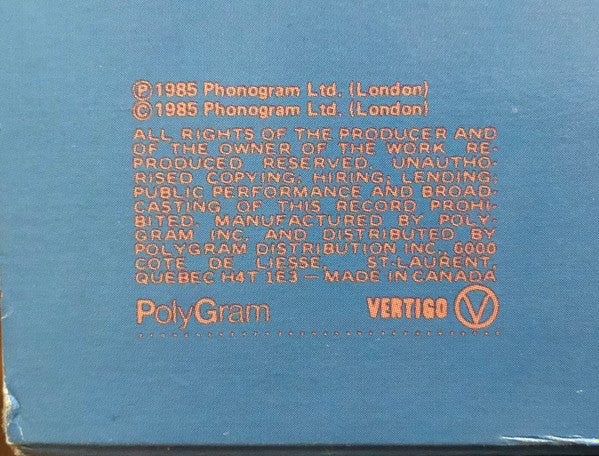 Ⓟ 1985 Phonogram Ltd. (London)
© 1985 Phonogram Ltd. (London)
ALL RIGHTS OF THE PRODUCER AND
OF THE OWNER OF THE WORK RE-
PRODUCED RESERVED. UNAUTHO-
RISED COPYING; HIRING; LENDING;
PUBLIC PERFORMANCE AND BROAD-
CASTING OF THIS RECORD PROHI-
BITED. MANUFACTURED BY POLY-
GRAM INC. AND DISTRIBUTED BY
POLYGRAM DISTRIBUTION INC., 6000
COTE DE LIESSE, ST-LAURENT,
QUEBEC H4T 1E3 — MADE IN CANADA
PolyGram VERTIGO V